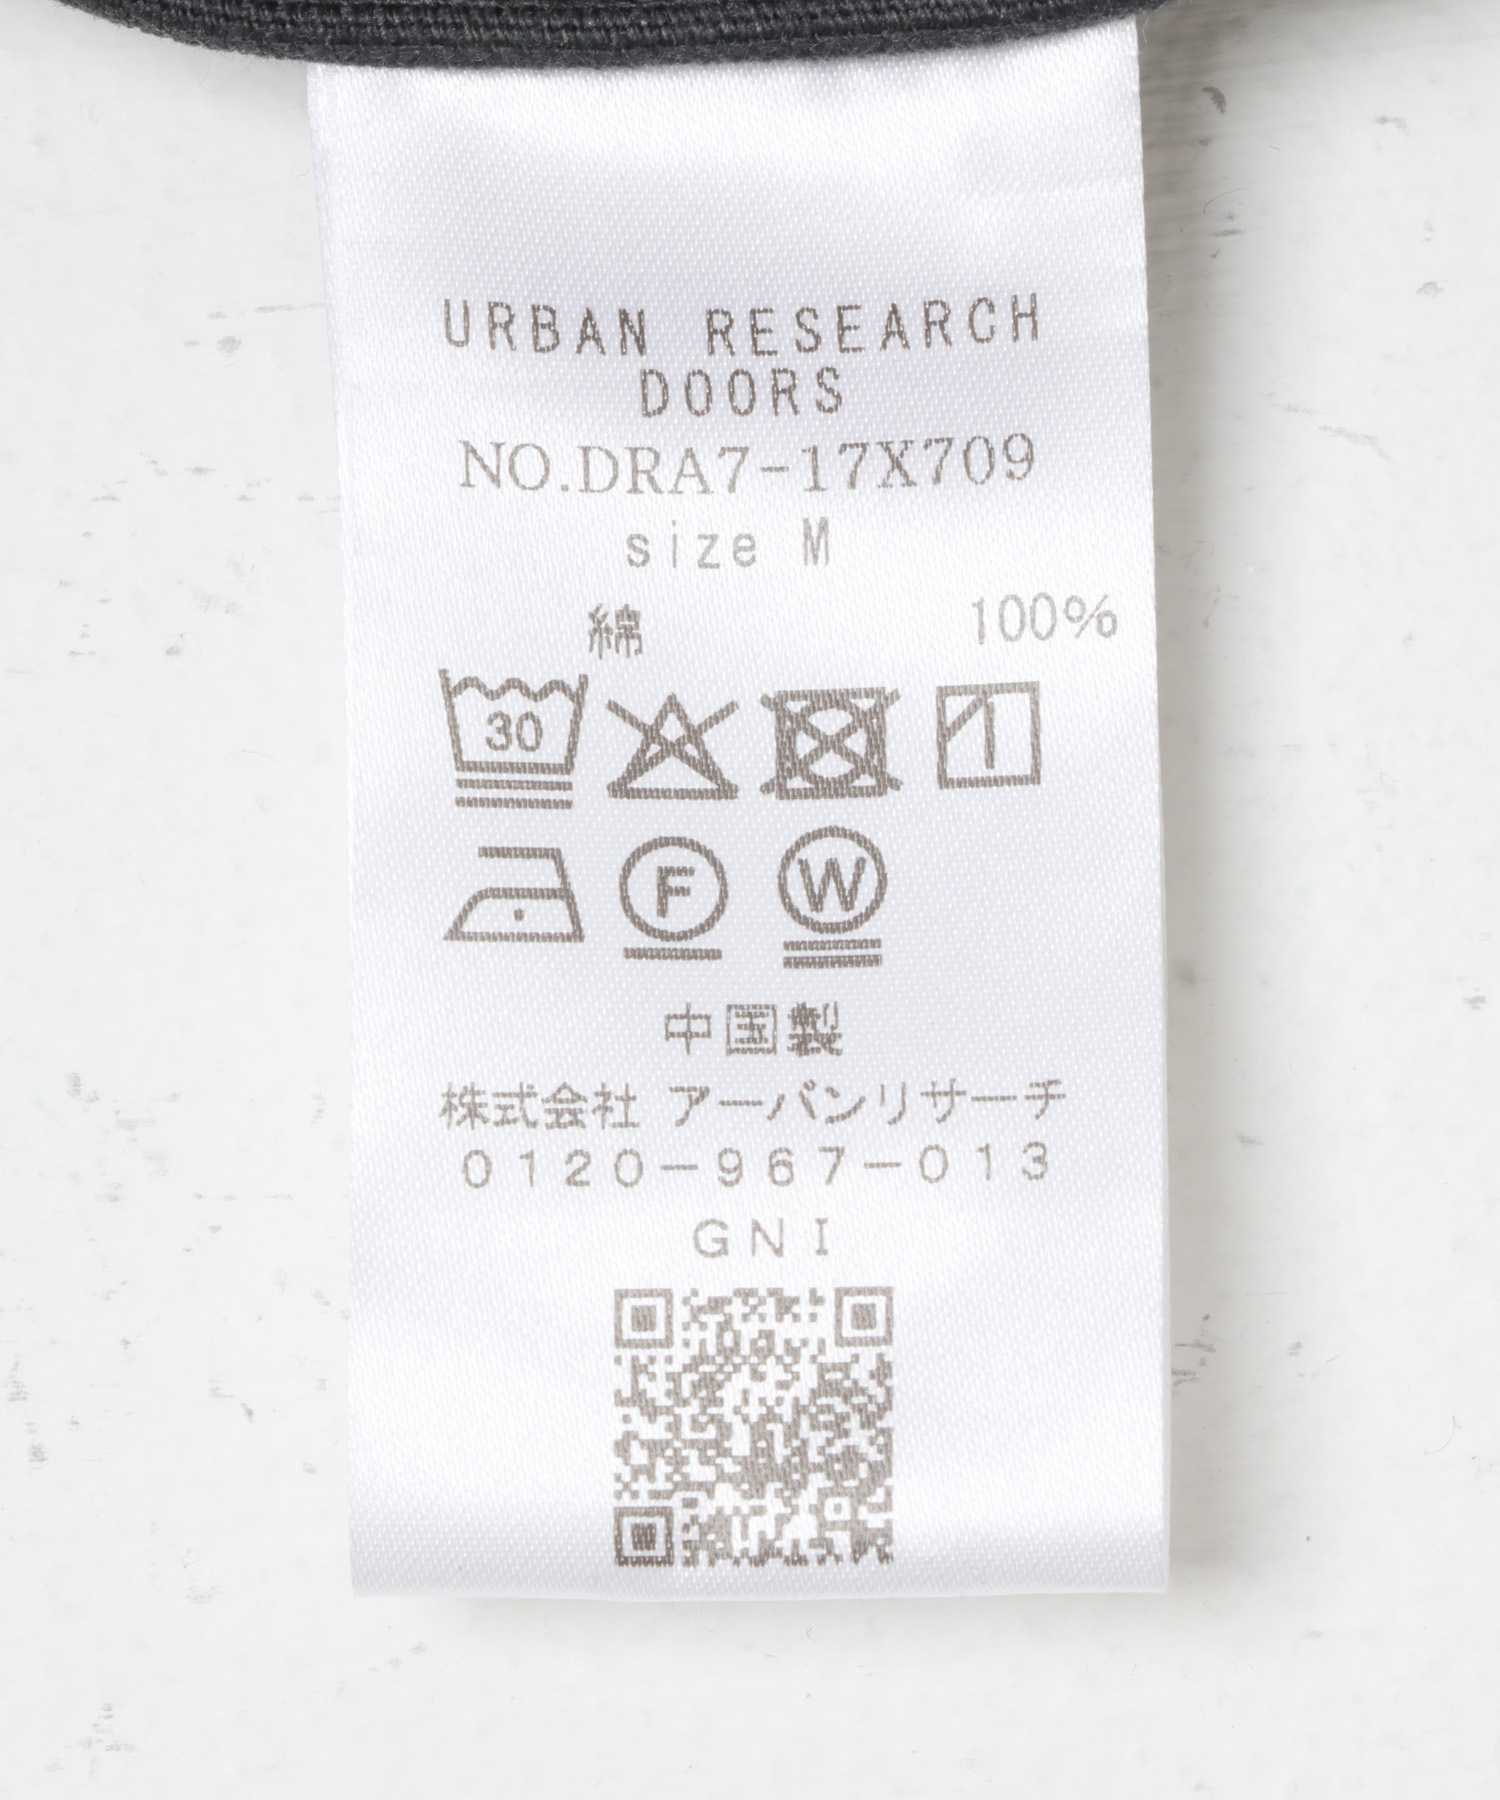 URBAN RESEARCH
DOORS
NO.DRA7-17X709
size M
綿 100%
30
F W
中国製
株式会社 アーバンリサーチ
0120-967-013
GNI